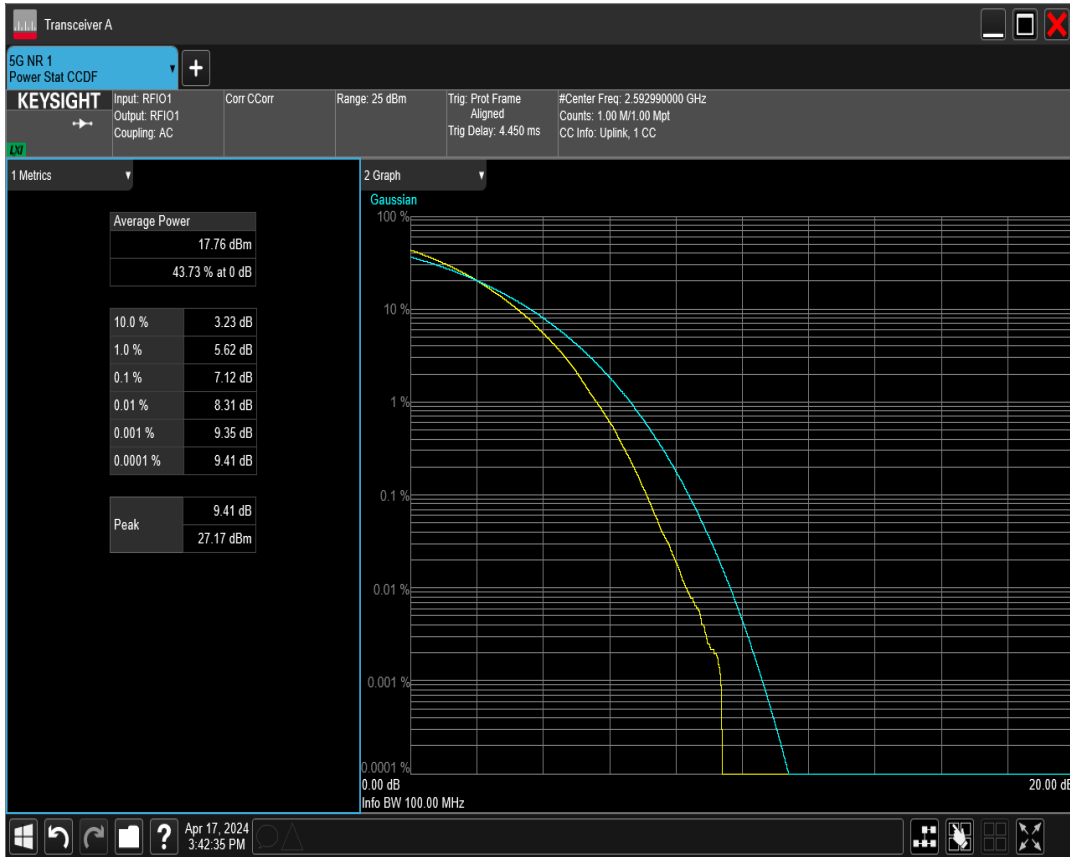 Transceiver A
5G NR 1
Power Stat CCDF
KEYSIGHT
LXI
Input: RFIO1
Output: RFIO1
Coupling: AC
Corr CCorr
Range: 25 dBm
Trig: Prot Frame
Aligned
Trig Delay: 4.450 ms
#Center Freq: 2.592990000 GHz
Counts: 1.00 M/1.00 Mpt
CC Info: Uplink, 1 CC
1 Metrics
Average Power
17.76 dBm
43.73 % at 0 dB
10.0 % 3.23 dB
1.0 % 5.62 dB
0.1 % 7.12 dB
0.01 % 8.31 dB
0.001 % 9.35 dB
0.0001 % 9.41 dB
Peak
9.41 dB
27.17 dBm
2 Graph
Gaussian
100 %
10 %
1 %
0.1 %
0.01 %
0.001 %
0.0001 %
0.00 dB 20.00 dB
Info BW 100.00 MHz
? Apr 17, 2024
3:42:35 PM